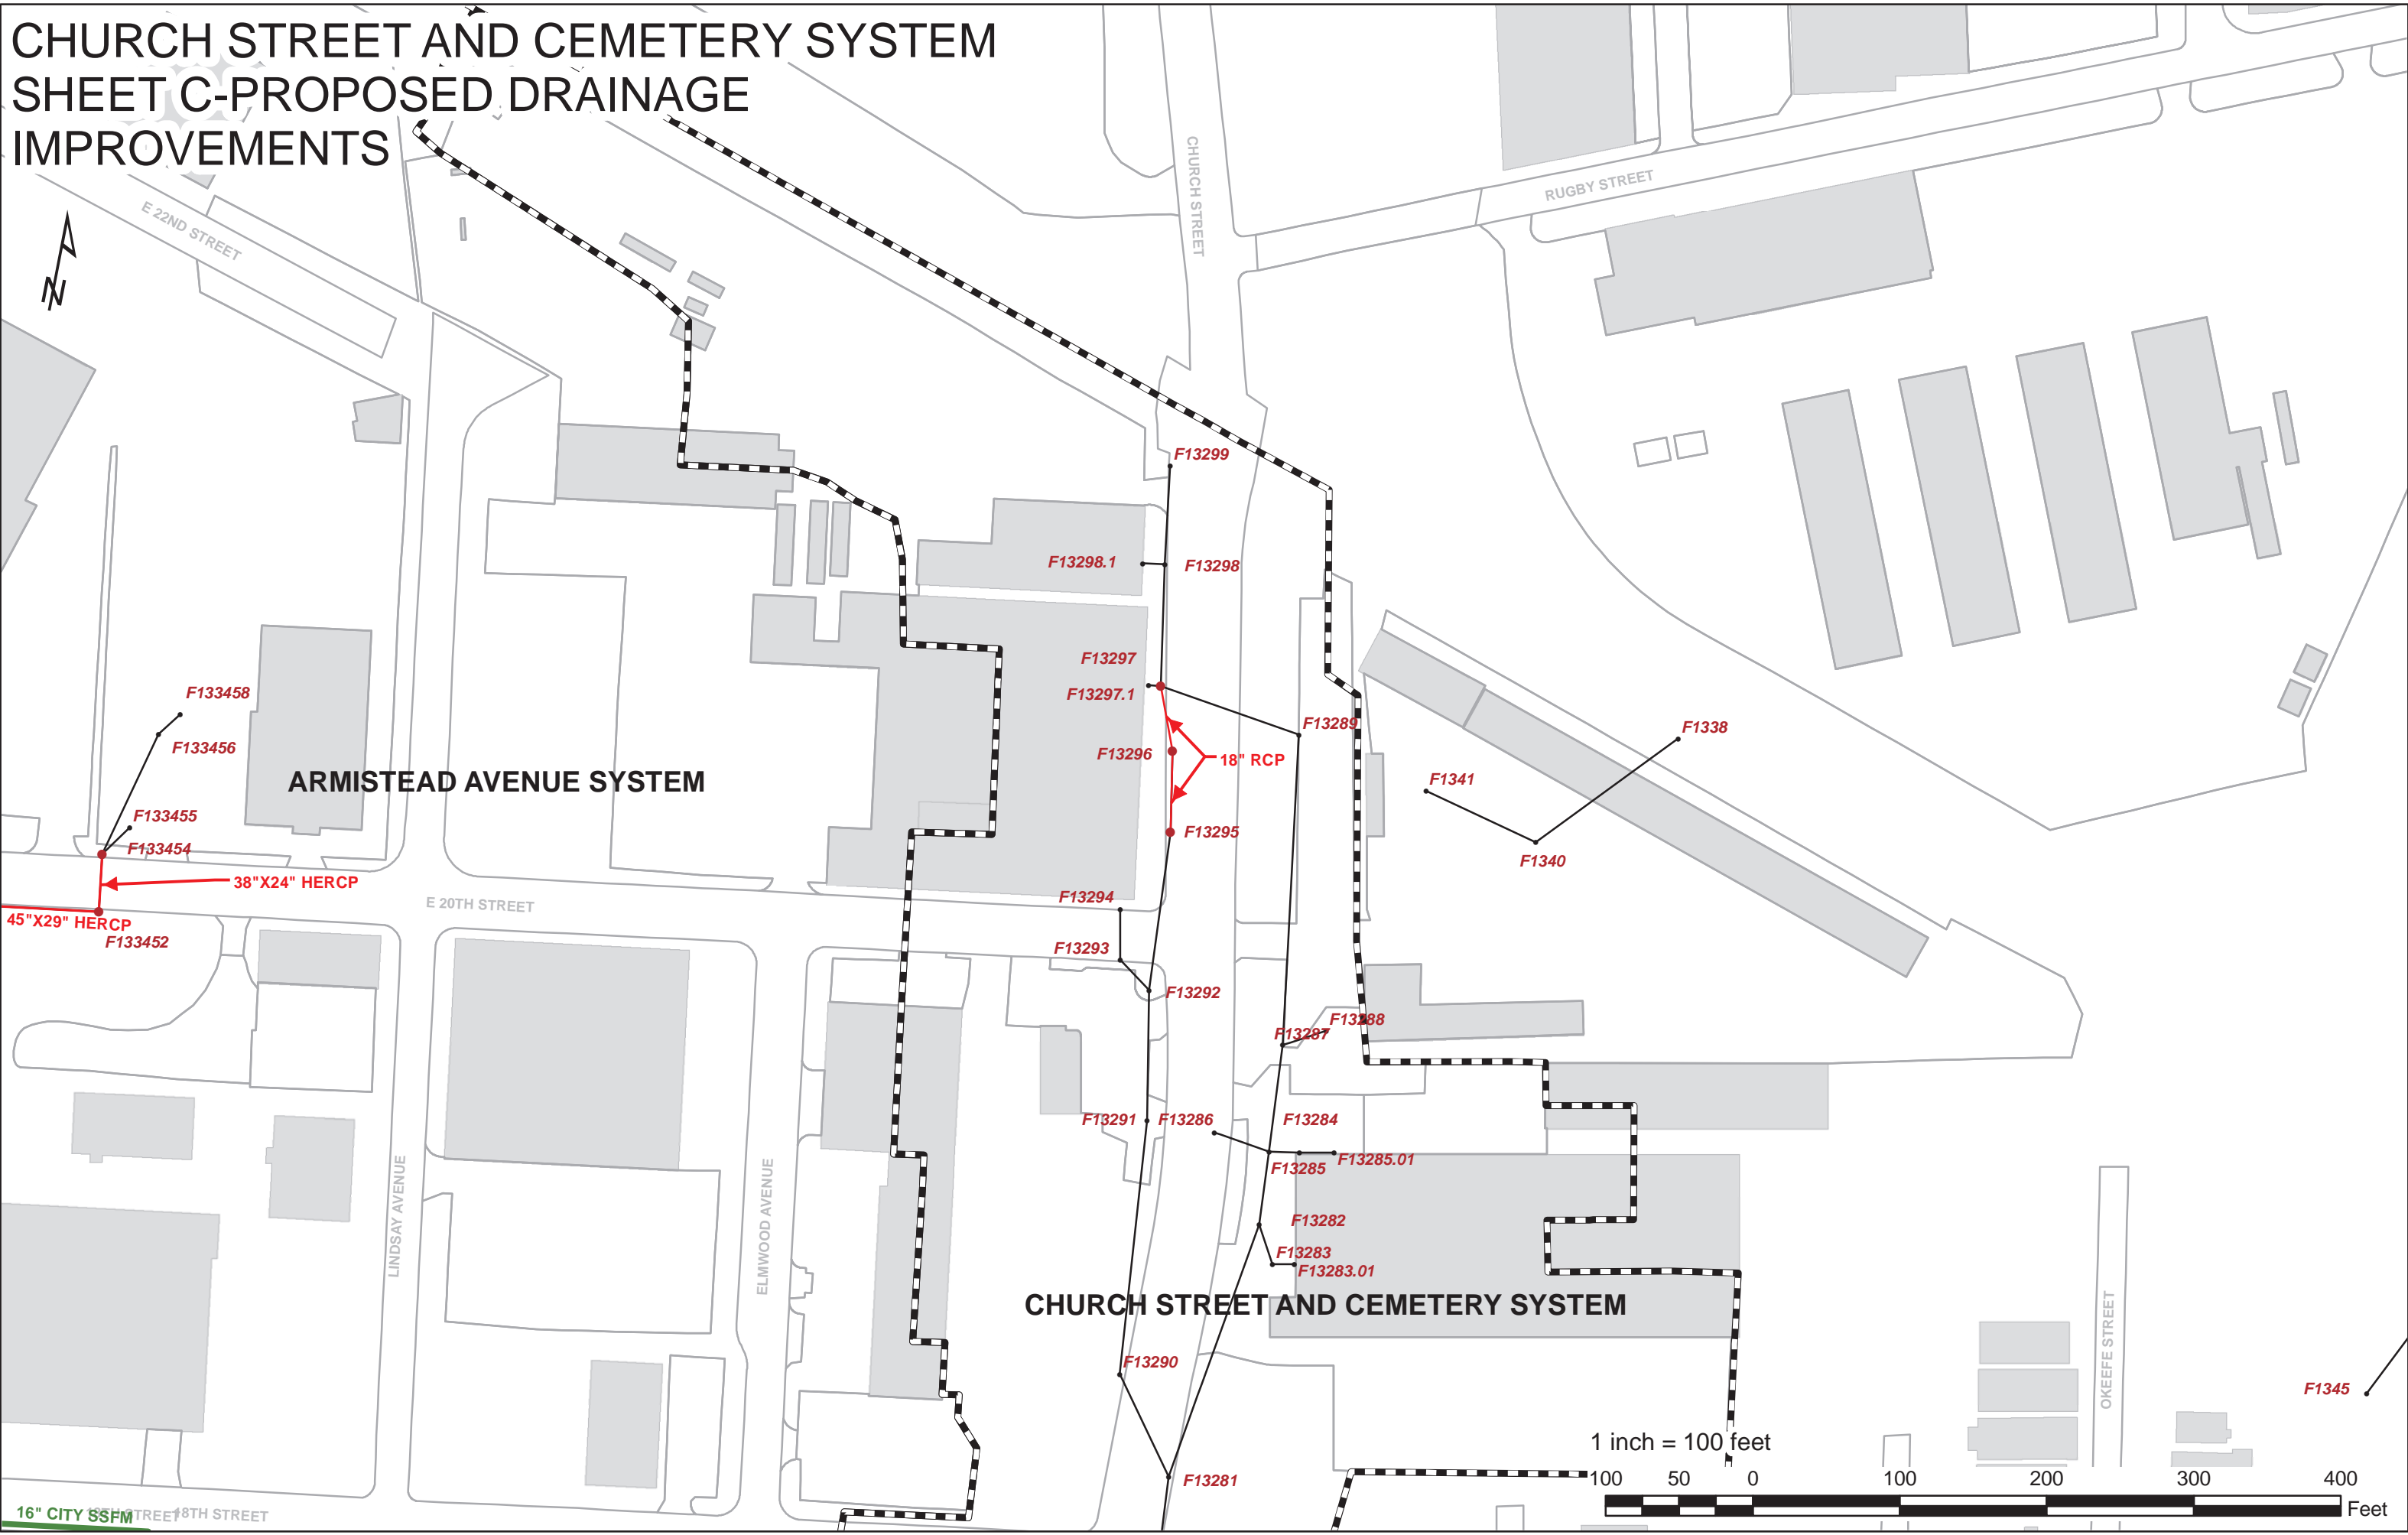 CHURCH STREET AND CEMETERY SYSTEM
SHEET C-PROPOSED DRAINAGE
IMPROVEMENTS
E 22ND STREET
N
CHURCH STREET
RUGBY STREET
F13299
F13298.1
F13298
F13297
F13297.1
F13289
F13296
18" RCP
F13295
F1338
F1341
F1340
F133458
F133456
ARMISTEAD AVENUE SYSTEM
F133455
F133454
38"X24" HERCP
45"X29" HERCP
F133452
E 20TH STREET
F13294
F13293
F13292
F13288
F13287
F13291
F13286
F13284
F13285
F13285.01
F13282
F13283
F13283.01
LINDSAY AVENUE
ELMWOOD AVENUE
CHURCH STREET AND CEMETERY SYSTEM
F13290
F13281
OKEEFE STREET
F1345
1 inch = 100 feet
100 50 0 100 200 300 400
Feet
16" CITY SSFM
18TH STREET